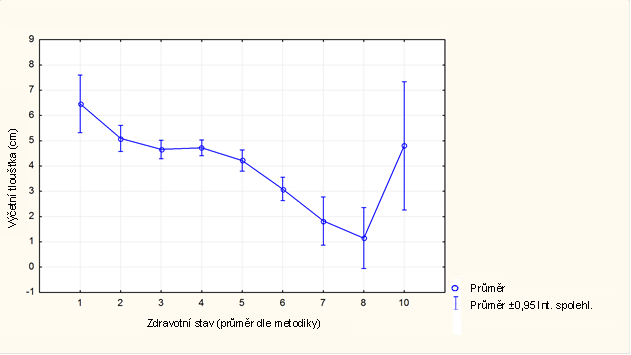 9
8
7
6
5
4
3
2
1
0
-1
Výčetní tloušťka (cm)
1 2 3 4 5 6 7 8 10
Zdravotní stav (průměr dle metodiky)
Průměr
Průměr ±0,95 Int. spolehl.